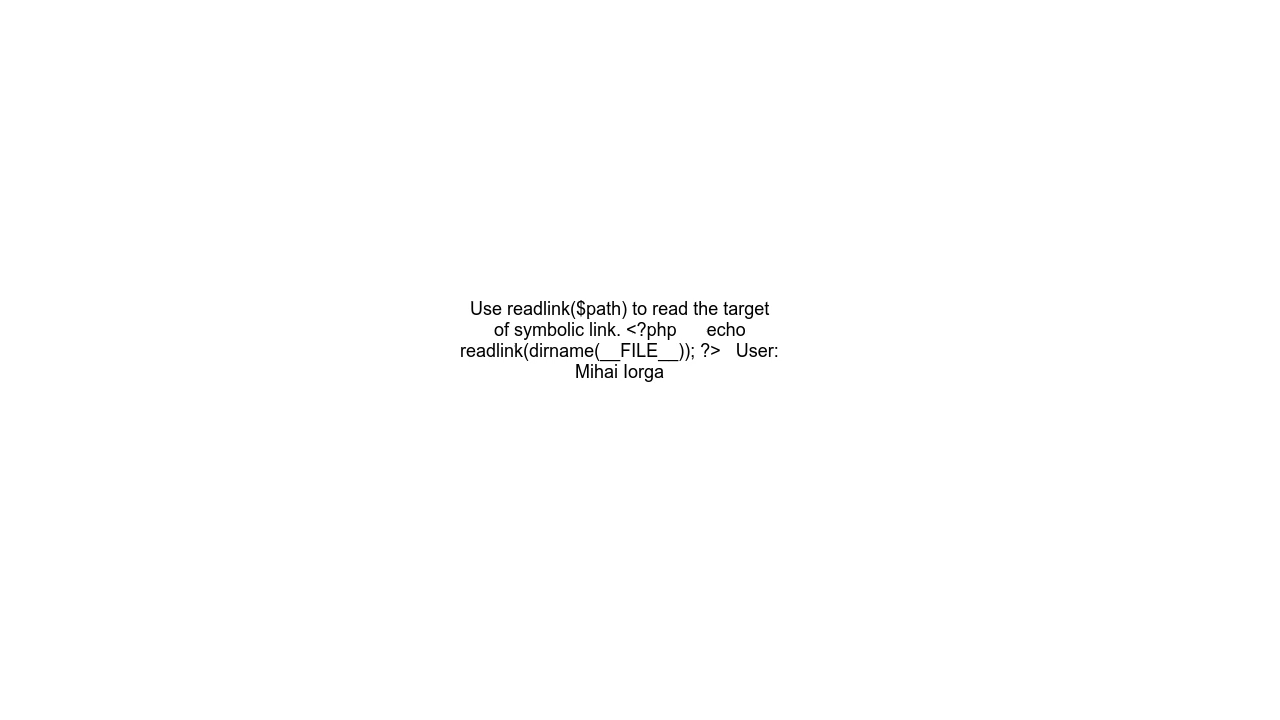 Use readlink($path) to read the target
of symbolic link. <?php      echo
readlink(dirname(__FILE__)); ?>   User:
Mihai Iorga